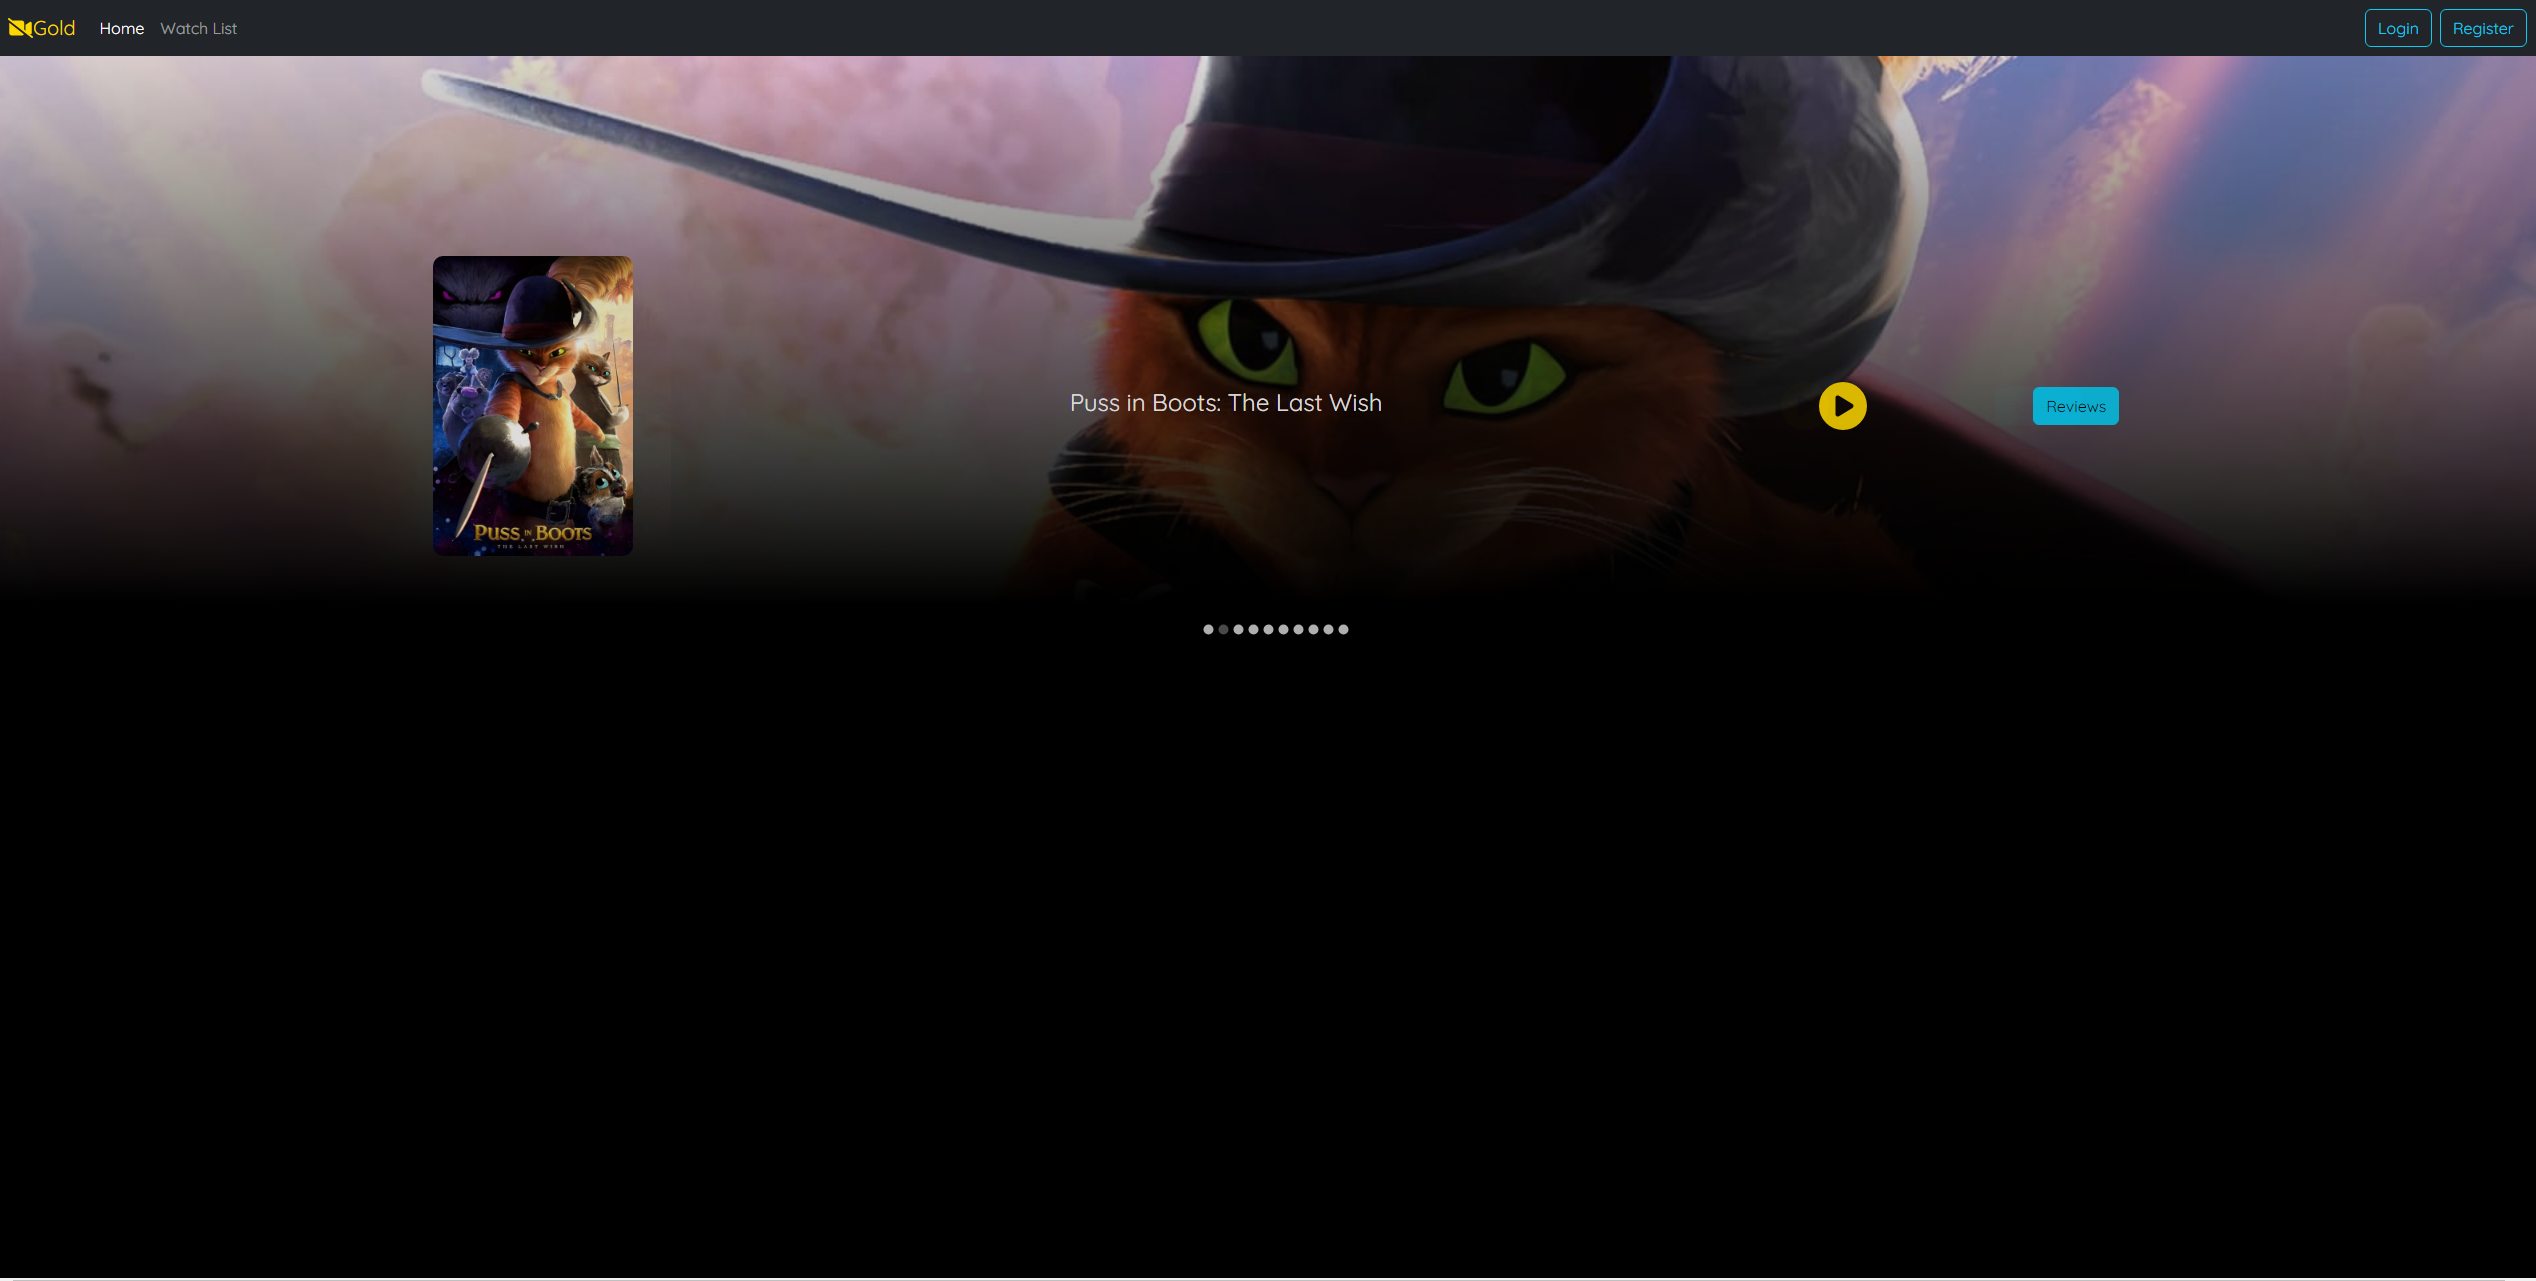 Gold Home Watch List Login Register
Puss in Boots: The Last Wish
Reviews
PUSS IN BOOTS
THE LAST WISH